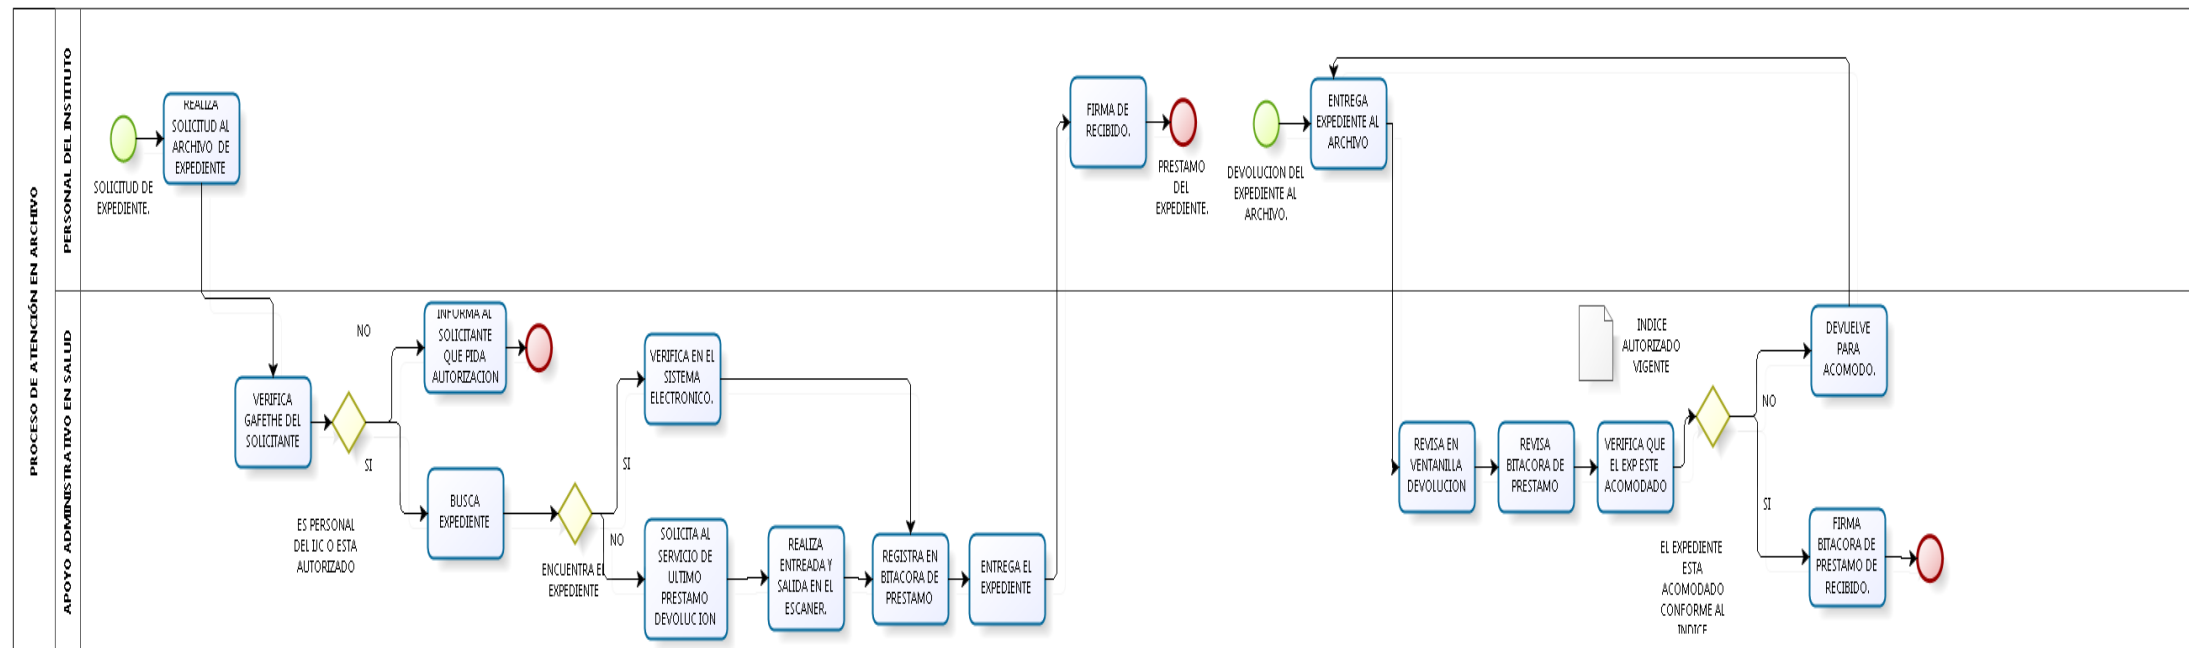 PROCESO DE ATENCIÓN EN ARCHIVO
PERSONAL DEL INSTITUTO
SOLICITUD DE
EXPEDIENTE.
REALIZA
SOLICITUD AL
ARCHIVO DE
EXPEDIENTE
FIRMA DE
RECIBIDO.
PRESTAMO
DEL
EXPEDIENTE.
DEVOLUCION DEL
EXPEDIENTE AL
ARCHIVO.
ENTREGA
EXPEDIENTE AL
ARCHIVO
APOYO ADMINISTRATIVO EN SALUD
VERIFICA
GAFETHE DEL
SOLICITANTE
NO
SI
ES PERSONAL
DEL IIC O ESTA
AUTORIZADO
INFORMA AL
SOLICITANTE
QUE PIDA
AUTORIZACION
BUSCA
EXPEDIENTE
ENCUENTRA EL
EXPEDIENTE
SI
NO
VERIFICA EN EL
SISTEMA
ELECTRONICO.
SOLICITA AL
SERVICIO DE
ULTIMO
PRESTAMO
DEVOLUC ION
REALIZA
ENTREADA Y
SALIDA EN EL
ESCANER.
REGISTRA EN
BITACORA DE
PRESTAMO
ENTREGA EL
EXPEDIENTE
REVISA EN
VENTANILLA
DEVOLUCION
REVISA
BITACORA DE
PRESTAMO
VERIFICA QUE
EL EXP ESTE
ACOMODADO
INDICE
AUTORIZADO
VIGENTE
NO
SI
EL EXPEDIENTE
ESTA
ACOMODADO
CONFORME AL
INDICE
DEVUELVE
PARA
ACOMODO.
FIRMA
BITACORA DE
PRESTAMO DE
RECIBIDO.